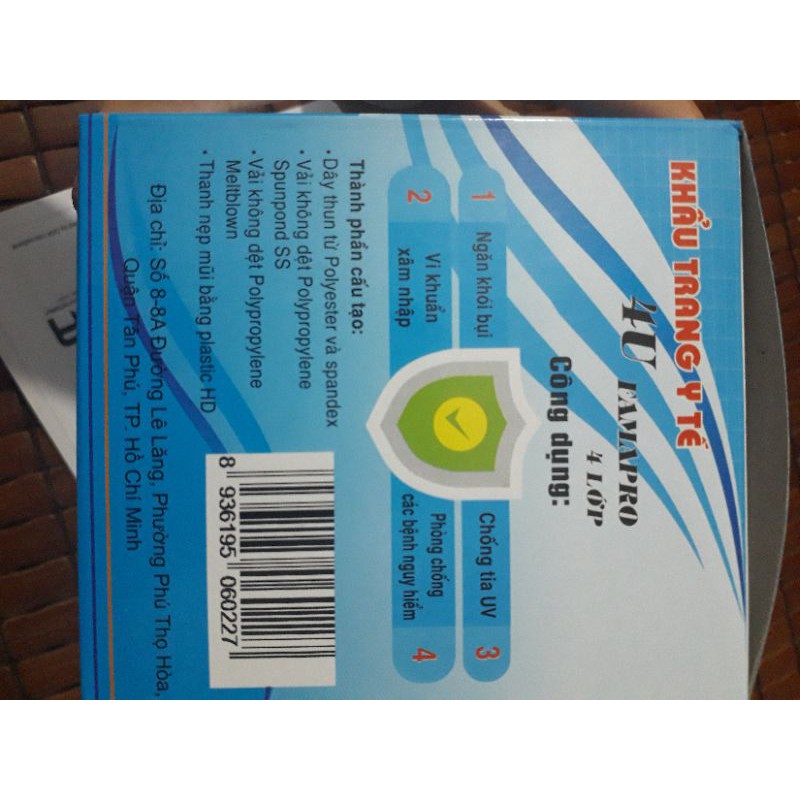 KHẨU TRANG Y TẾ
4U FAMAPRO
4 LỚP
Công dụng:
1 Ngăn khói bụi
2 Vi khuẩn
xâm nhập
Chống tia UV 3
Phòng chống
các bệnh nguy hiểm 4
Thành phần cấu tạo:
• Dây thun từ Polyester và spandex
• Vải không dệt Polypropylene
Spunpond SS
• Vải không dệt Polypropylene
Meltblown
• Thanh nẹp mũi bằng plastic HD
8 936195 060227
Địa chỉ: Số 8-8A Đường Lê Lăng, Phường Phú Thọ Hòa,
Quận Tân Phú, TP. Hồ Chí Minh